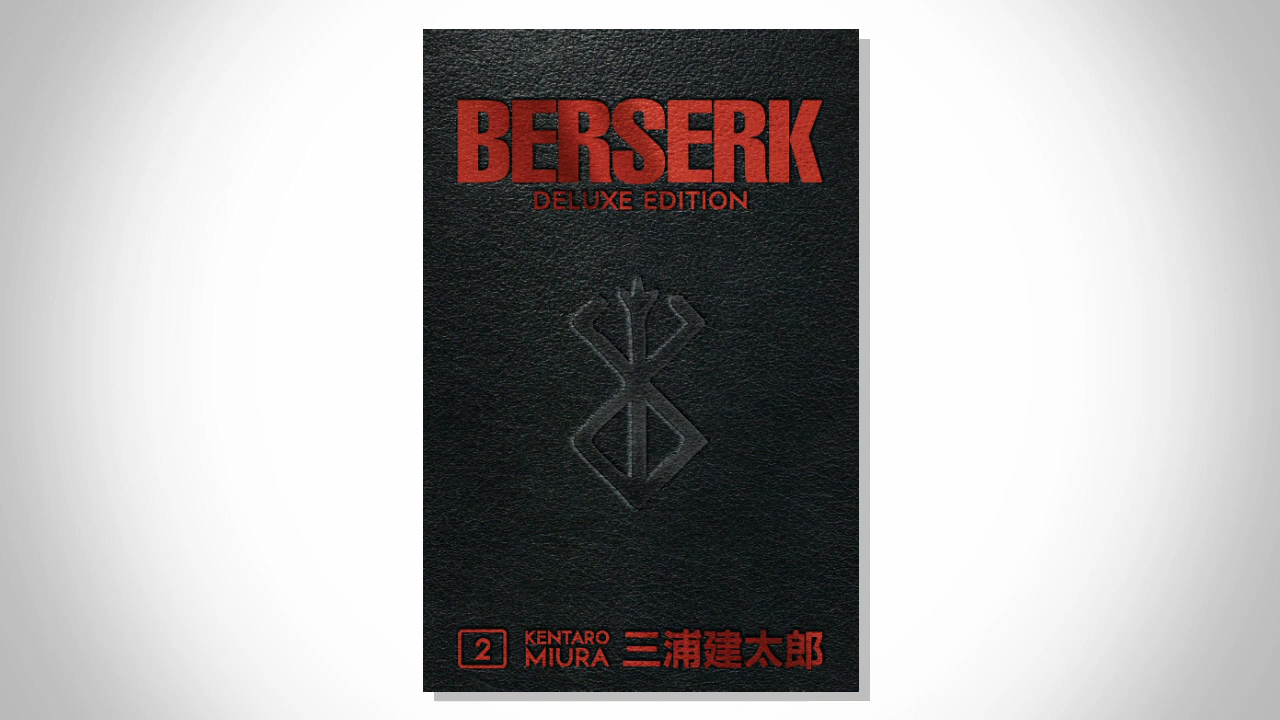 BERSERK
DELUXE EDITION
2
KENTARO
MIURA
三浦建太郎